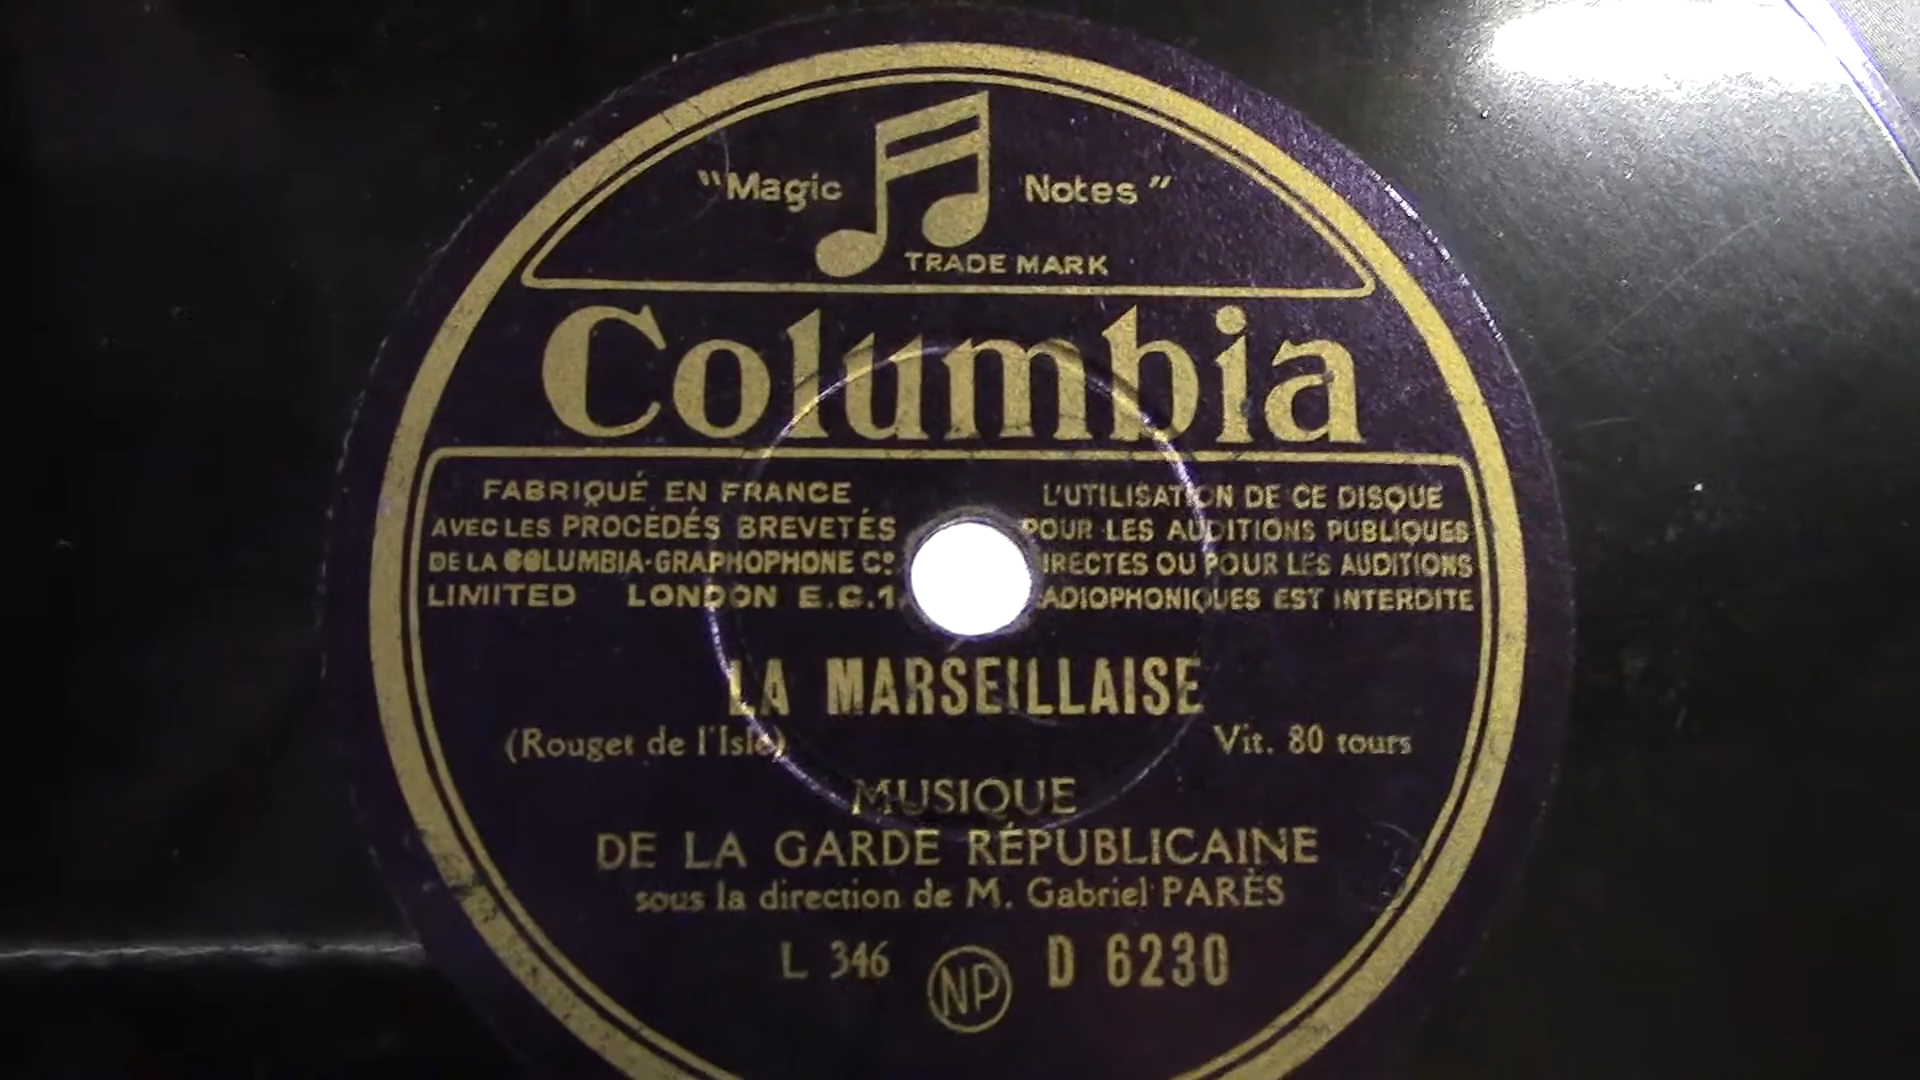 "Magic Notes"
TRADE MARK
Columbia
FABRIQUÉ EN FRANCE
AVEC LES PROCÉDÉS BREVETÉS
DE LA COLUMBIA-GRAPHOPHONE Cº
LIMITED LONDON E.C.1.
L'UTILISATION DE CE DISQUE
POUR LES AUDITIONS PUBLIQUES
DIRECTES OU POUR LES AUDITIONS
RADIOPHONIQUES EST INTERDITE
LA MARSEILLAISE
(Rouget de l'Isle) Vit. 80 tours
MUSIQUE
DE LA GARDE RÉPUBLICAINE
sous la direction de M. Gabriel PARÈS
L 346 NP D 6230